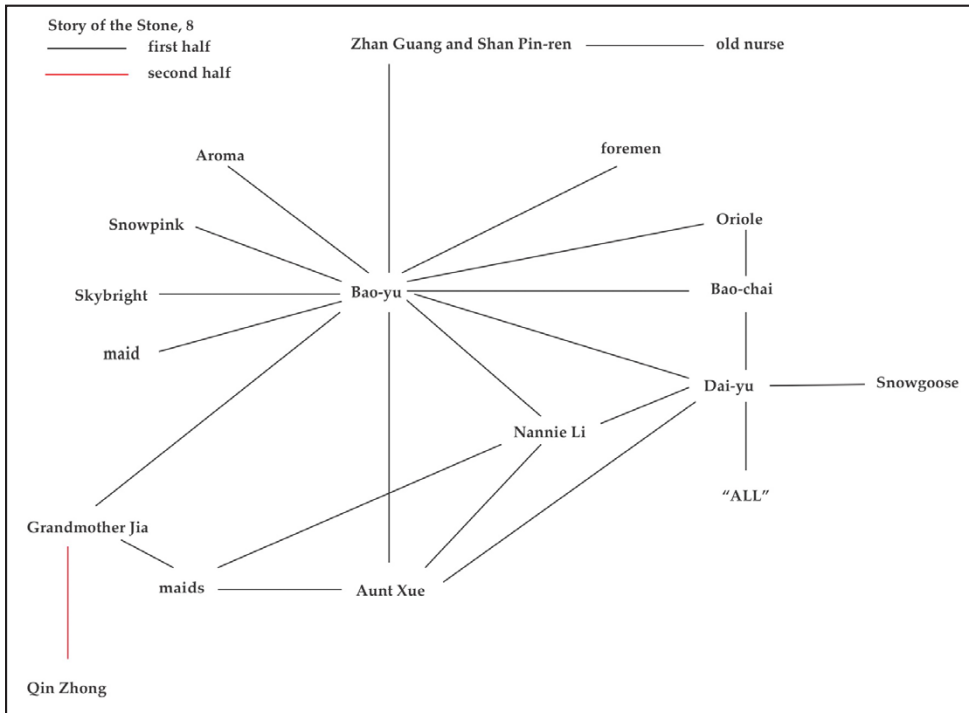 Story of the Stone, 8
first half
second half
Zhan Guang and Shan Pin-ren
old nurse
Aroma
foremen
Snowpink
Oriole
Skybright
Bao-yu
Bao-chai
maid
Dai-yu
Snowgoose
Nannie Li
“ALL”
Grandmother Jia
maids
Aunt Xue
Qin Zhong